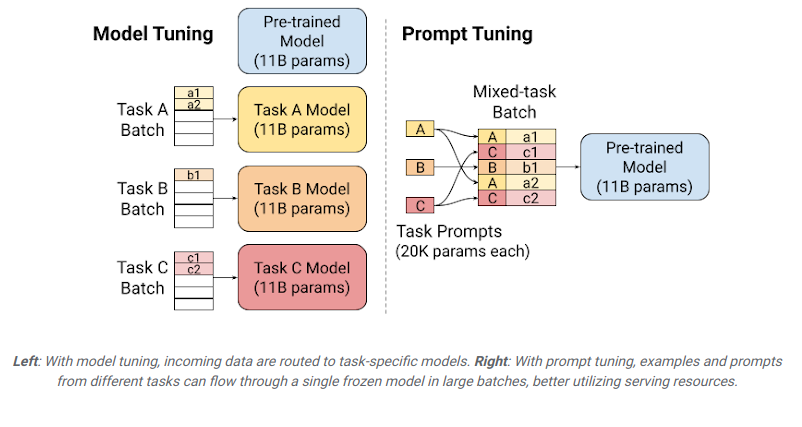 Model Tuning
Pre-trained
Model
(11B params)
Task A
Batch
a1
a2
Task A Model
(11B params)
Task B
Batch
b1
Task B Model
(11B params)
Task C
Batch
c1
c2
Task C Model
(11B params)
Prompt Tuning
Mixed-task
Batch
A
B
C
A a1
C c1
B b1
A a2
C c2
Pre-trained
Model
(11B params)
Task Prompts
(20K params each)
Left: With model tuning, incoming data are routed to task-specific models. Right: With prompt tuning, examples and prompts
from different tasks can flow through a single frozen model in large batches, better utilizing serving resources.